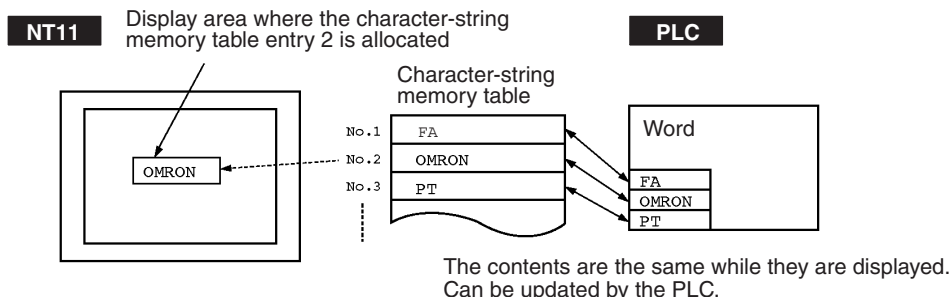 NT11
Display area where the character-string
memory table entry 2 is allocated
PLC
Character-string
memory table
No.1 FA
No.2 OMRON
No.3 PT
OMRON
Word
FA
OMRON
PT
The contents are the same while they are displayed.
Can be updated by the PLC.